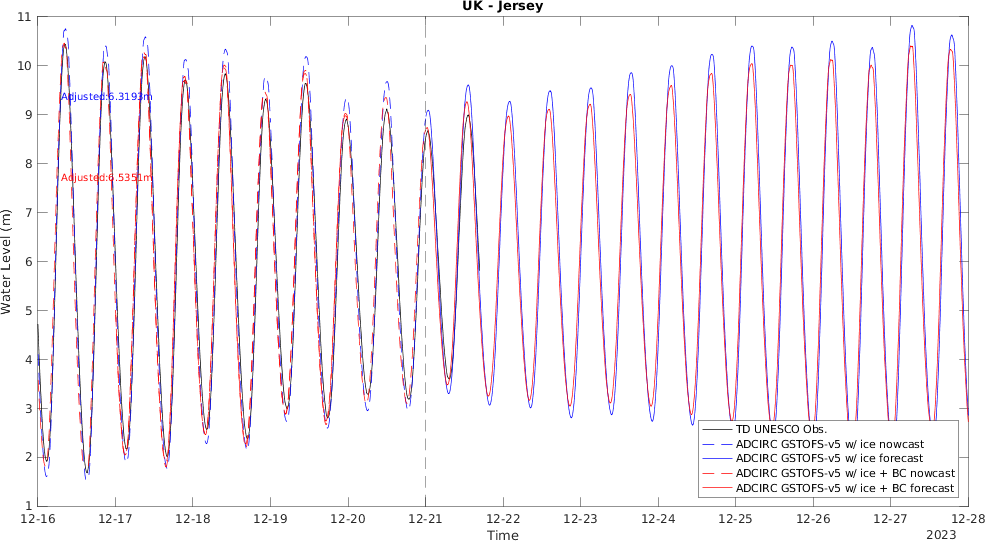 UK - Jersey
Water Level (m)
11
10
9
8
7
6
5
4
3
2
1
Adjusted:6.3193m
Adjusted:6.5351m
TD UNESCO Obs.
ADCIRC GSTOFS-v5 w/ ice nowcast
ADCIRC GSTOFS-v5 w/ ice forecast
ADCIRC GSTOFS-v5 w/ ice + BC nowcast
ADCIRC GSTOFS-v5 w/ ice + BC forecast
12-16 12-17 12-18 12-19 12-20 12-21 12-22 12-23 12-24 12-25 12-26 12-27 12-28
Time
2023